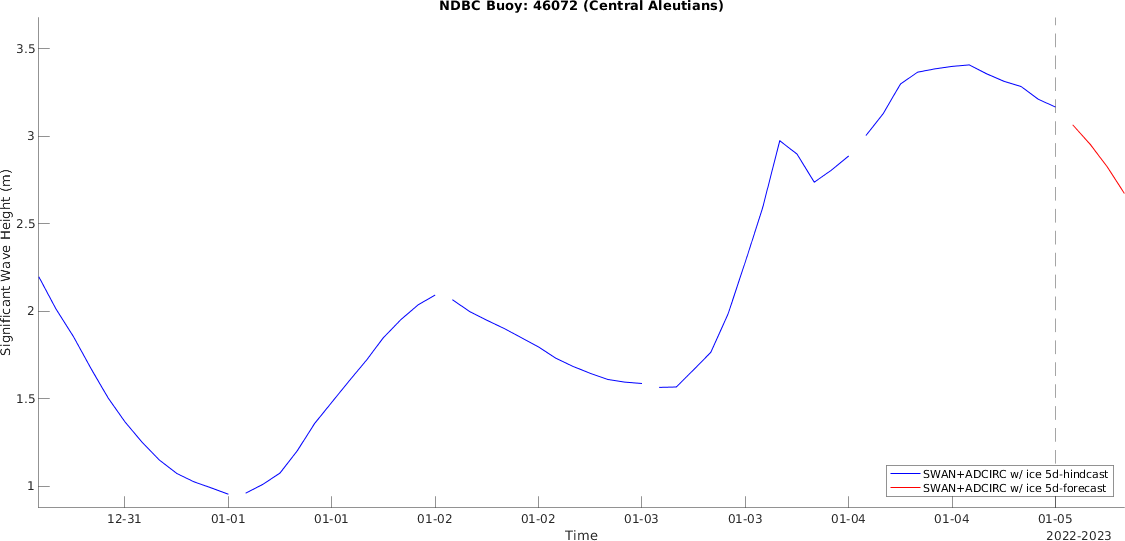 NDBC Buoy: 46072 (Central Aleutians)
3.5
3
2.5
2
1.5
1
Significant Wave Height (m)
SWAN+ADCIRC w/ ice 5d-hindcast
SWAN+ADCIRC w/ ice 5d-forecast
12-31 01-01 01-01 01-02 01-02 01-03 01-03 01-04 01-04 01-05
Time
2022-2023